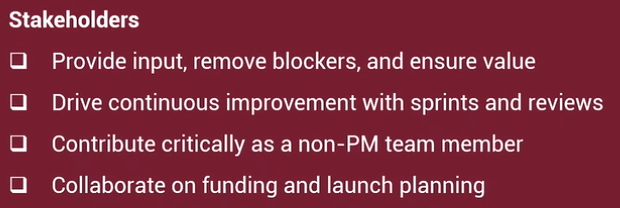 Stakeholders
❑ Provide input, remove blockers, and ensure value
❑ Drive continuous improvement with sprints and reviews
❑ Contribute critically as a non-PM team member
❑ Collaborate on funding and launch planning